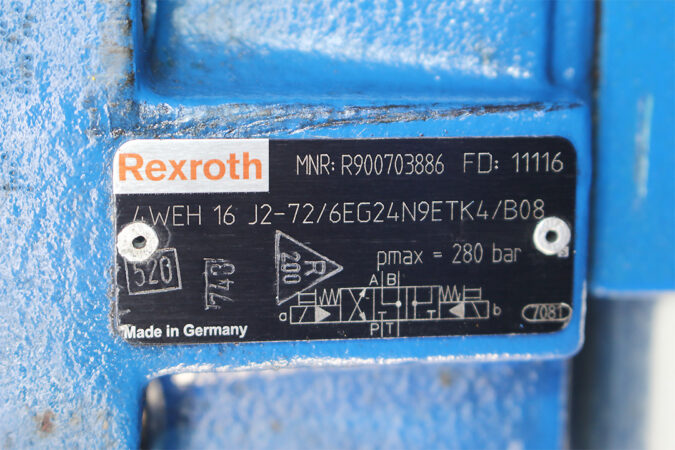 Rexroth MNR: R900703886 FD: 11116
4WEH 16 J2-72/6EG24N9ETK4/B08
520
743
R
200
pmax = 280 bar
A B
a b
P T
7081
Made in Germany